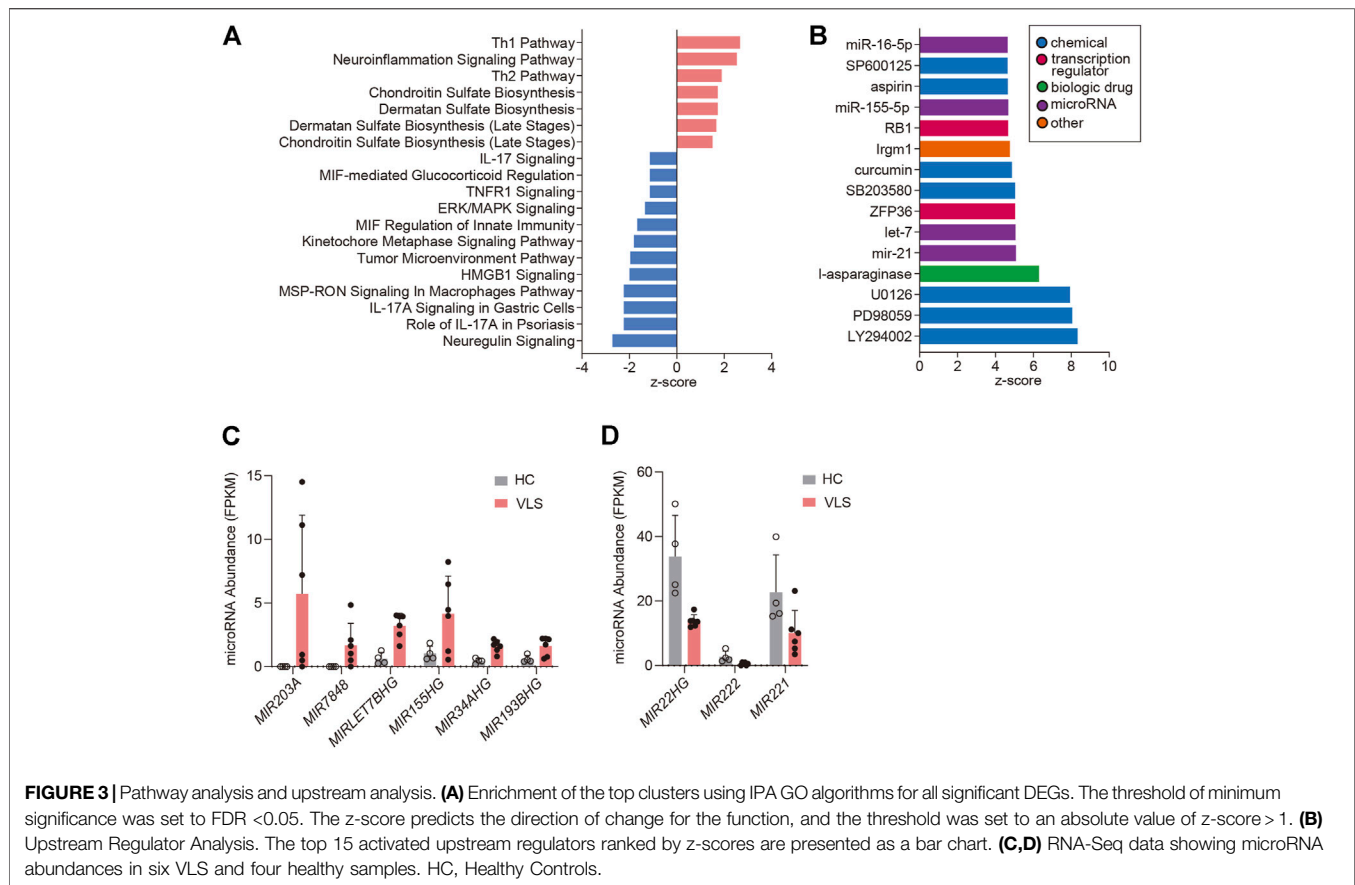 A
Th1 Pathway
Neuroinflammation Signaling Pathway
Th2 Pathway
Chondroitin Sulfate Biosynthesis
Dermatan Sulfate Biosynthesis
Dermatan Sulfate Biosynthesis (Late Stages)
Chondroitin Sulfate Biosynthesis (Late Stages)
IL-17 Signaling
MIF-mediated Glucocorticoid Regulation
TNFR1 Signaling
ERK/MAPK Signaling
MIF Regulation of Innate Immunity
Kinetochore Metaphase Signaling Pathway
Tumor Microenvironment Pathway
HMGB1 Signaling
MSP-RON Signaling In Macrophages Pathway
IL-17A Signaling in Gastric Cells
Role of IL-17A in Psoriasis
Neuregulin Signaling
-4 -2 0 2 4
z-score
B
miR-16-5p
SP600125
aspirin
miR-155-5p
RB1
Irgm1
curcumin
SB203580
ZFP36
let-7
mir-21
l-asparaginase
U0126
PD98059
LY294002
0 2 4 6 8 10
z-score
chemical
transcription
regulator
biologic drug
microRNA
other
C
microRNA Abundance (FPKM)
15
10
5
0
HC
VLS
MIR203A
MIR7848
MIRLET7BHG
MIR155HG
MIR34AHG
MIR193BHG
D
microRNA Abundance (FPKM)
60
40
20
0
HC
VLS
MIR22HG
MIR222
MIR221
FIGURE 3 | Pathway analysis and upstream analysis. (A) Enrichment of the top clusters using IPA GO algorithms for all significant DEGs. The threshold of minimum
significance was set to FDR <0.05. The z-score predicts the direction of change for the function, and the threshold was set to an absolute value of z-score > 1. (B)
Upstream Regulator Analysis. The top 15 activated upstream regulators ranked by z-scores are presented as a bar chart. (C,D) RNA-Seq data showing microRNA
abundances in six VLS and four healthy samples. HC, Healthy Controls.